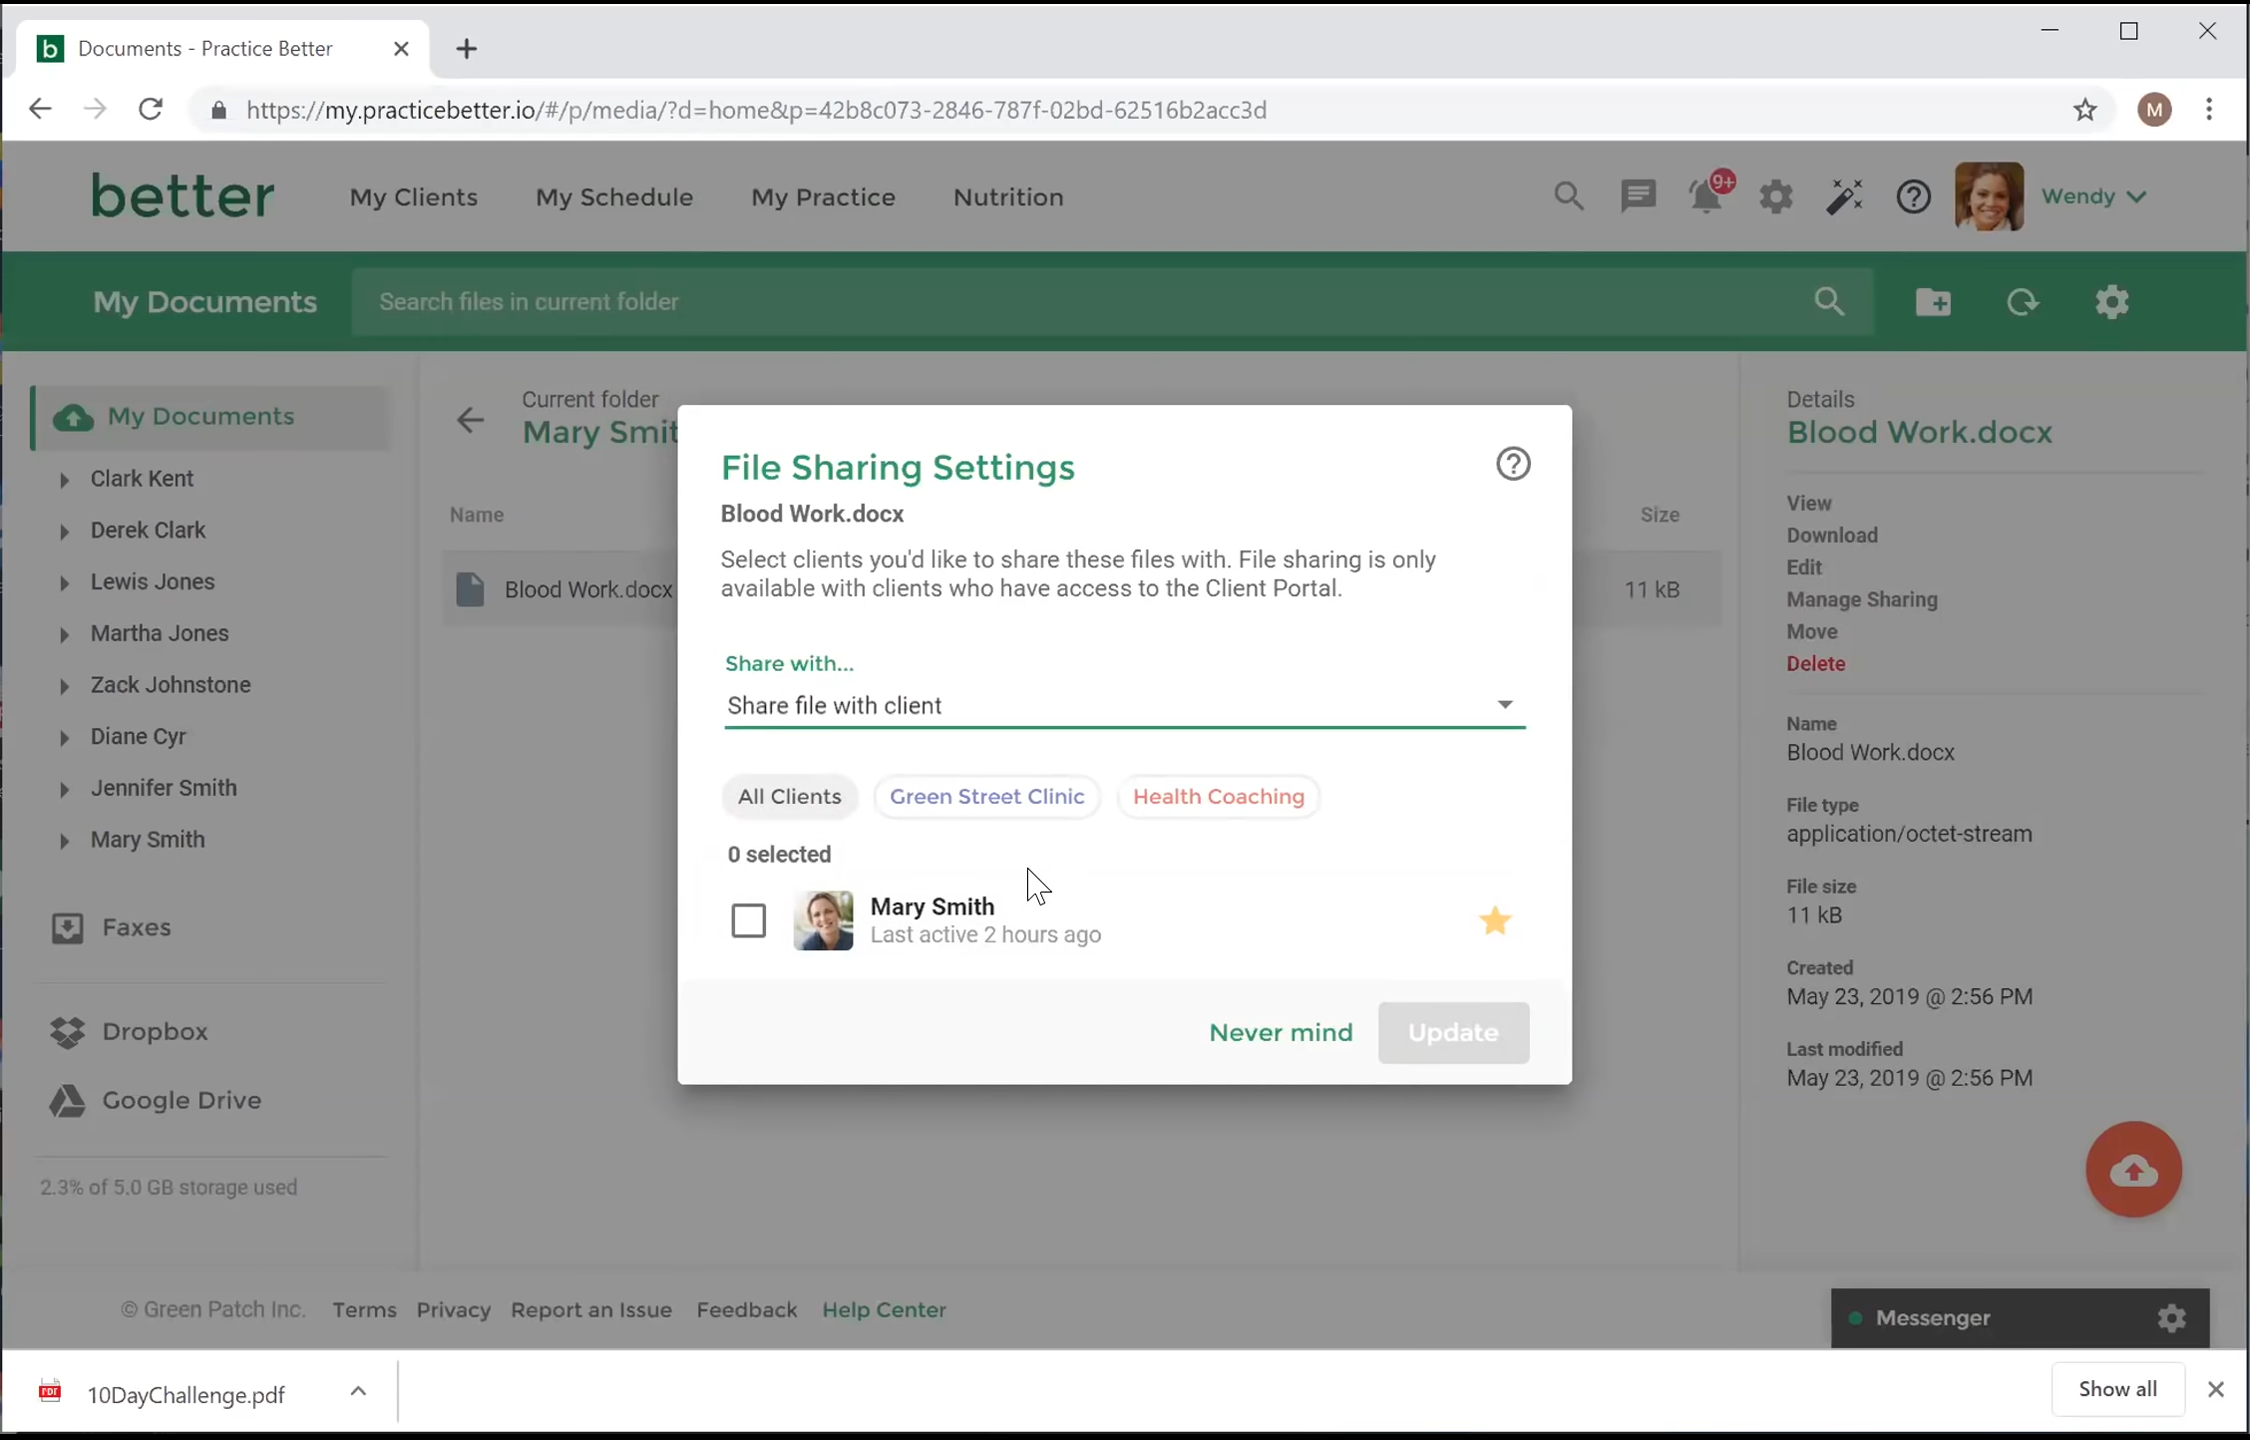 b Documents - Practice Better
https://my.practicebetter.io/#/p/media/?d=home&p=42b8c073-2846-787f-02bd-62516b2acc3d
M
better My Clients My Schedule My Practice Nutrition 9+ Wendy
My Documents Search files in current folder
My Documents
Clark Kent
Derek Clark
Lewis Jones
Martha Jones
Zack Johnstone
Diane Cyr
Jennifer Smith
Mary Smith
Faxes
Dropbox
Google Drive
2.3% of 5.0 GB storage used
Current folder
Mary Smit
Name Size
Blood Work.docx 11 kB
File Sharing Settings
Blood Work.docx
Select clients you'd like to share these files with. File sharing is only
available with clients who have access to the Client Portal.
Share with...
Share file with client
All Clients Green Street Clinic Health Coaching
0 selected
Mary Smith
Last active 2 hours ago
Never mind Update
Details
Blood Work.docx
View
Download
Edit
Manage Sharing
Move
Delete
Name
Blood Work.docx
File type
application/octet-stream
File size
11 kB
Created
May 23, 2019 @ 2:56 PM
Last modified
May 23, 2019 @ 2:56 PM
© Green Patch Inc. Terms Privacy Report an Issue Feedback Help Center
Messenger
PDF 10DayChallenge.pdf Show all